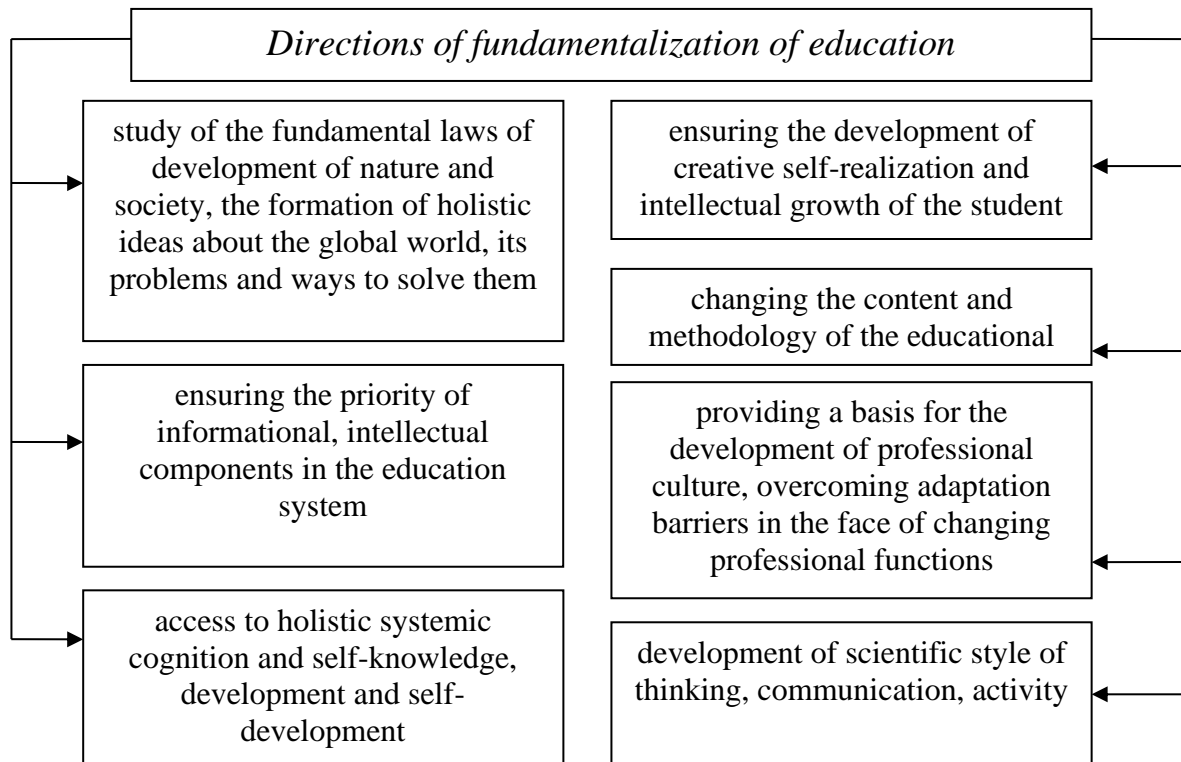 Directions of fundamentalization of education
study of the fundamental laws of
development of nature and
society, the formation of holistic
ideas about the global world, its
problems and ways to solve them
ensuring the priority of
informational, intellectual
components in the education
system
access to holistic systemic
cognition and self-knowledge,
development and self-
development
ensuring the development of
creative self-realization and
intellectual growth of the student
changing the content and
methodology of the educational
providing a basis for the
development of professional
culture, overcoming adaptation
barriers in the face of changing
professional functions
development of scientific style of
thinking, communication, activity